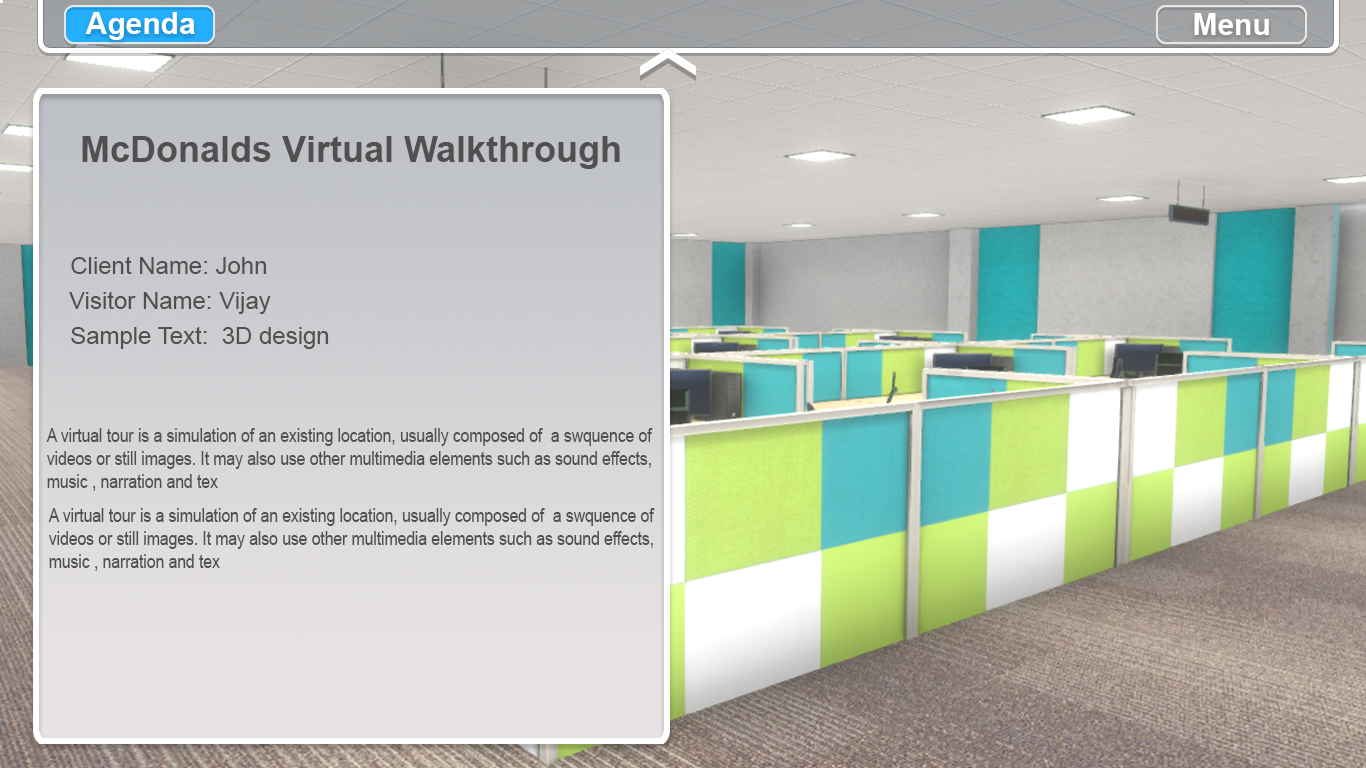 Agenda
Menu
McDonalds Virtual Walkthrough
Client Name: John
Visitor Name: Vijay
Sample Text:  3D design
A virtual tour is a simulation of an existing location, usually composed of  a swquence of
videos or still images. It may also use other multimedia elements such as sound effects,
music , narration and tex
A virtual tour is a simulation of an existing location, usually composed of  a swquence of
videos or still images. It may also use other multimedia elements such as sound effects,
music , narration and tex